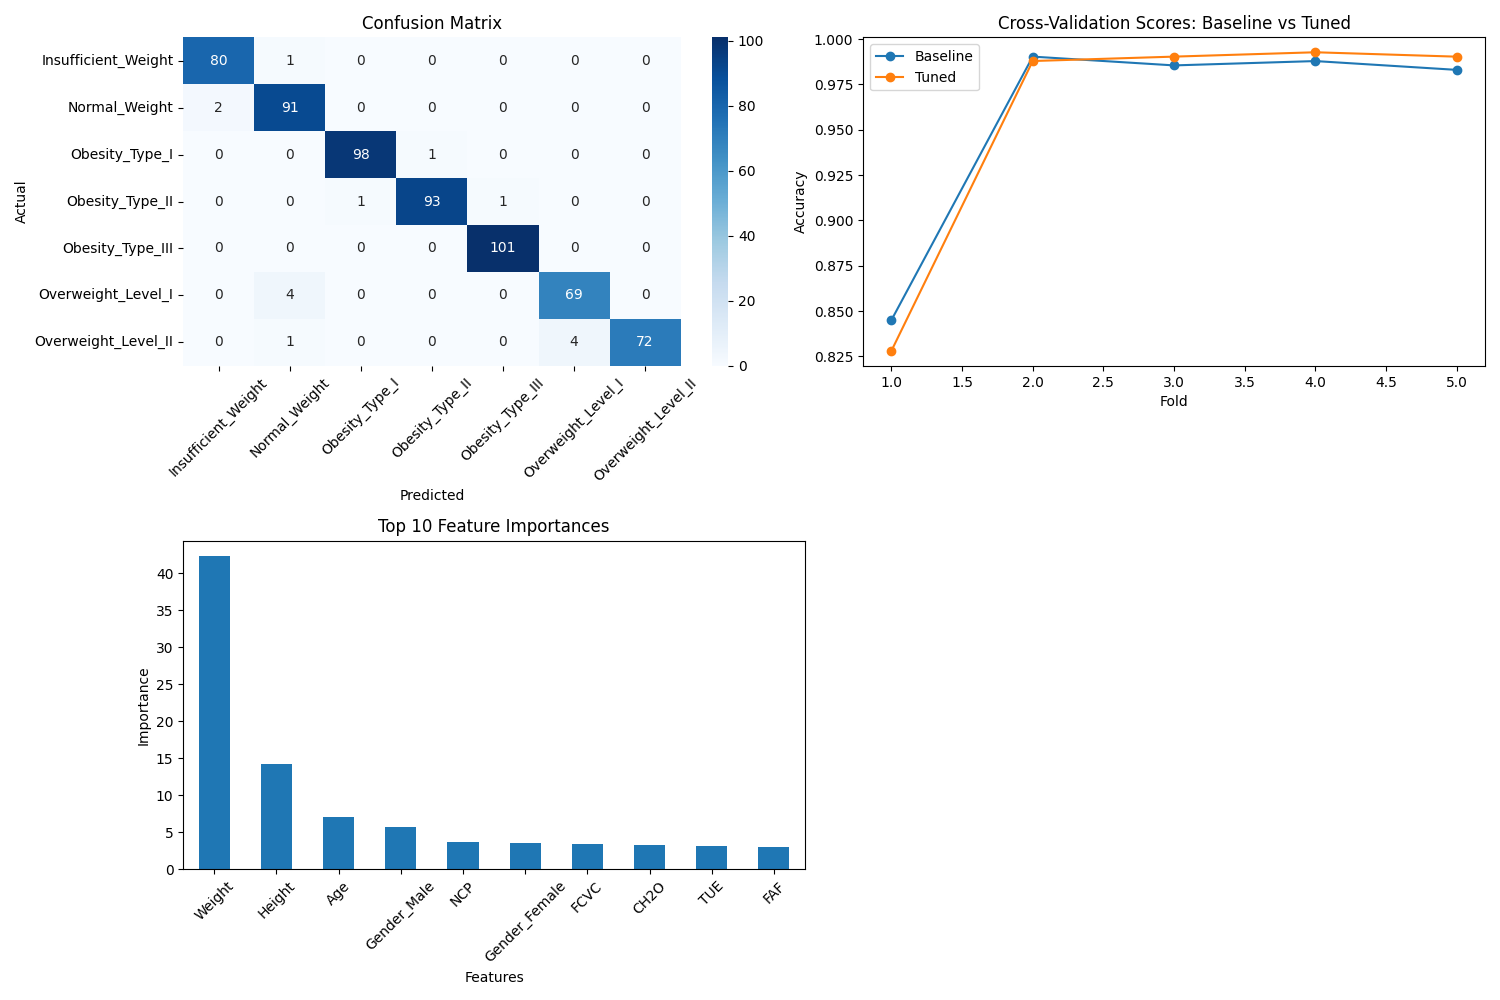 Confusion Matrix
Actual
Insufficient_Weight 80 1 0 0 0 0 0
Normal_Weight 2 91 0 0 0 0 0
Obesity_Type_I 0 0 98 1 0 0 0
Obesity_Type_II 0 0 1 93 1 0 0
Obesity_Type_III 0 0 0 0 101 0 0
Overweight_Level_I 0 4 0 0 0 69 0
Overweight_Level_II 0 1 0 0 0 4 72
Insufficient_Weight Normal_Weight Obesity_Type_I Obesity_Type_II Obesity_Type_III Overweight_Level_I Overweight_Level_II
Predicted
100
80
60
40
20
0
Cross-Validation Scores: Baseline vs Tuned
Baseline
Tuned
Accuracy
1.000
0.975
0.950
0.925
0.900
0.875
0.850
0.825
1.0 1.5 2.0 2.5 3.0 3.5 4.0 4.5 5.0
Fold
Top 10 Feature Importances
Importance
40
35
30
25
20
15
10
5
0
Weight Height Age Gender_Male NCP Gender_Female FCVC CH2O TUE FAF
Features